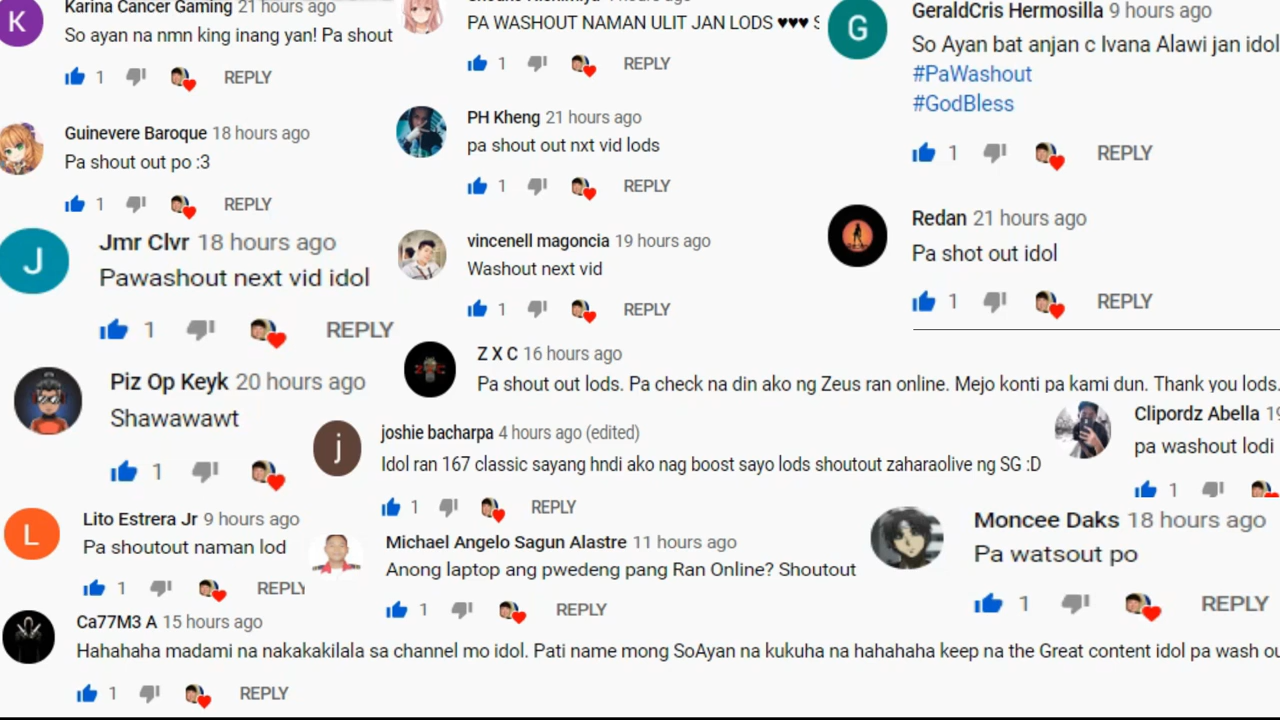 K
Karina Cancer Gaming 21 hours ago
So ayan na nmn king inang yan! Pa shout
1
REPLY
Guinevere Baroque 18 hours ago
Pa shout out po :3
1
REPLY
J
Jmr Clvr 18 hours ago
Pawashout next vid idol
1
REPLY
Piz Op Keyk 20 hours ago
Shawawawt
1
REPLY
L
Lito Estrera Jr 9 hours ago
Pa shoutout naman lod
1
REPLY
Ca77M3 A 15 hours ago
Hahahaha madami na nakakakilala sa channel mo idol. Pati name mong SoAyan na kukuha na hahahaha keep na the Great content idol pa wash ou
1
REPLY
PA WASHOUT NAMAN ULIT JAN LODS ♥♥♥ S
1
REPLY
PH Kheng 21 hours ago
pa shout out nxt vid lods
1
REPLY
vincenell magoncia 19 hours ago
Washout next vid
1
REPLY
Z X C 16 hours ago
Pa shout out lods. Pa check na din ako ng Zeus ran online. Mejo konti pa kami dun. Thank you lods.
j
joshie bacharpa 4 hours ago (edited)
Idol ran 167 classic sayang hndi ako nag boost sayo lods shoutout zaharaolive ng SG :D
1
REPLY
Michael Angelo Sagun Alastre 11 hours ago
Anong laptop ang pwedeng pang Ran Online? Shoutout
1
REPLY
G
GeraldCris Hermosilla 9 hours ago
So Ayan bat anjan c Ivana Alawi jan idol
#PaWashout
#GodBless
1
REPLY
Redan 21 hours ago
Pa shot out idol
1
REPLY
Clipordz Abella 19
pa washout lodi
1
Moncee Daks 18 hours ago
Pa watsout po
1
REPLY